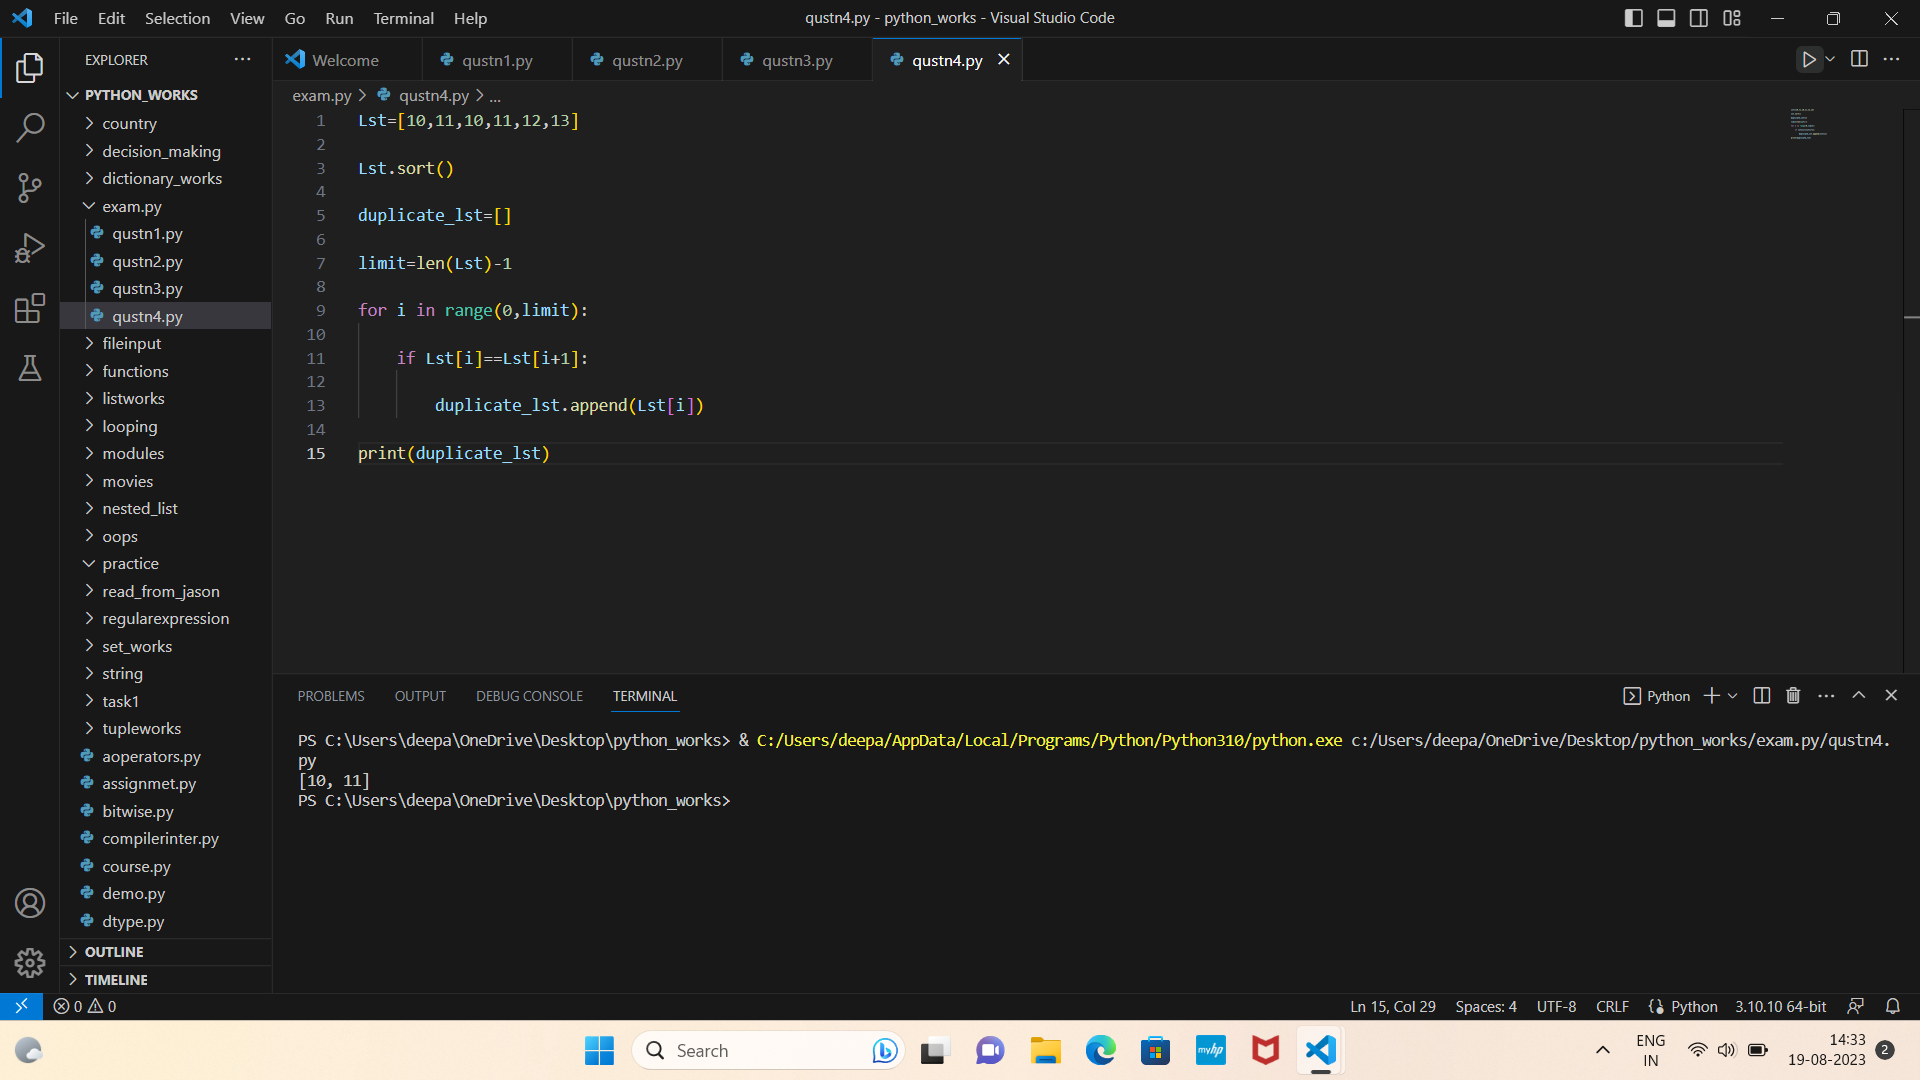 File Edit Selection View Go Run Terminal Help
qustn4.py - python_works - Visual Studio Code
EXPLORER
PYTHON_WORKS
country
decision_making
dictionary_works
exam.py
qustn1.py
qustn2.py
qustn3.py
qustn4.py
fileinput
functions
listworks
looping
modules
movies
nested_list
oops
practice
read_from_jason
regularexpression
set_works
string
task1
tupleworks
aoperators.py
assignmet.py
bitwise.py
compilerinter.py
course.py
demo.py
dtype.py
OUTLINE
TIMELINE
Welcome qustn1.py qustn2.py qustn3.py qustn4.py
exam.py > qustn4.py > ...
1 Lst=[10,11,10,11,12,13]
2
3 Lst.sort()
4
5 duplicate_lst=[]
6
7 limit=len(Lst)-1
8
9 for i in range(0,limit):
10
11 if Lst[i]==Lst[i+1]:
12
13 duplicate_lst.append(Lst[i])
14
15 print(duplicate_lst)
PROBLEMS OUTPUT DEBUG CONSOLE TERMINAL
Python
PS C:\Users\deepa\OneDrive\Desktop\python_works> & C:/Users/deepa/AppData/Local/Programs/Python/Python310/python.exe c:/Users/deepa/OneDrive/Desktop/python_works/exam.py/qustn4.
py
[10, 11]
PS C:\Users\deepa\OneDrive\Desktop\python_works>
0 0
Ln 15, Col 29 Spaces: 4 UTF-8 CRLF Python 3.10.10 64-bit
Search
myhp
ENG
IN
14:33
19-08-2023
2